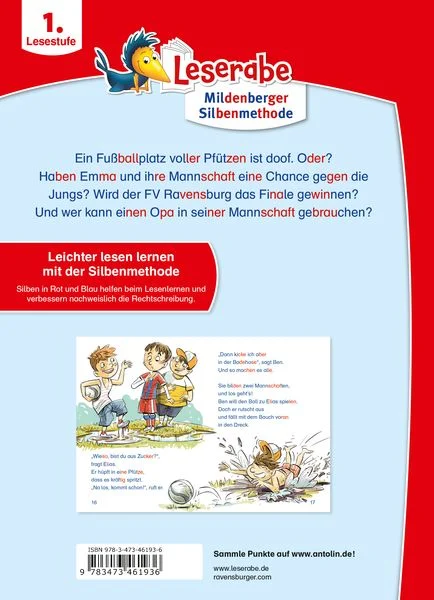 1.
Lesestufe
Leserabe
Mildenberger
Silbenmethode
Ein Fußballplatz voller Pfützen ist doof. Oder?
Haben Emma und ihre Mannschaft eine Chance gegen die
Jungs? Wird der FV Ravensburg das Finale gewinnen?
Und wer kann einen Opa in seiner Mannschaft gebrauchen?
Leichter lesen lernen
mit der Silbenmethode
Silben in Rot und Blau helfen beim Lesenlernen und
verbessern nachweislich die Rechtschreibung.
„Wieso, bist du aus Zucker?“,
fragt Elias.
Er hüpft in eine Pfütze,
dass es kräftig spritzt.
„Na los, kommt schon!“, ruft er.
16
„Dann kicke ich aber
in der Badehose“, sagt Ben.
Und so machen es alle.
Sie bilden zwei Mannschaften,
und los geht's!
Ben will den Ball zu Elias spielen.
Doch er rutscht aus
und fällt mit dem Bauch voran
in den Dreck.
17
ISBN 978-3-473-46193-6
9 783473 461936
Sammle Punkte auf www.antolin.de!
www.leserabe.de
ravensburger.com